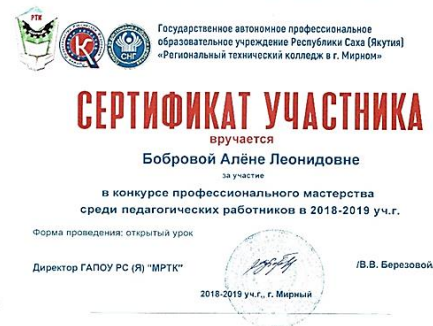 РТК
СНГ
Государственное автономное профессиональное
образовательное учреждение Республики Саха (Якутия)
«Региональный технический колледж в г. Мирном»
СЕРТИФИКАТ УЧАСТНИКА
вручается
Бобровой Алёне Леонидовне
за участие
в конкурсе профессионального мастерства
среди педагогических работников в 2018-2019 уч.г.
Форма проведения: открытый урок
Директор ГАПОУ РС (Я) "МРТК"
/В.В. Березовой
2018-2019 уч.г., г. Мирный